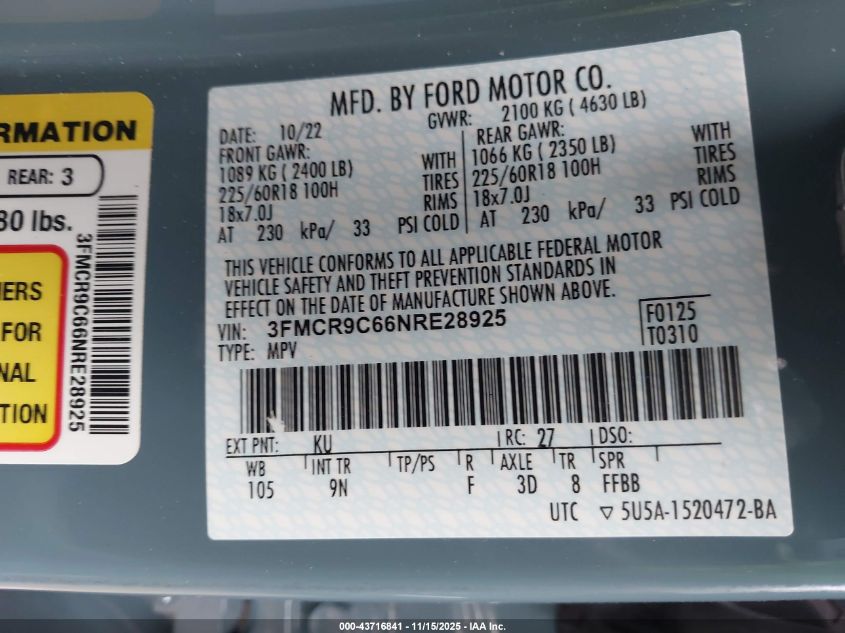 RMATION
REAR: 3
80 lbs.
ERS
FOR
NAL
TION
3FMCR9C66NRE28925
MFD. BY FORD MOTOR CO.
DATE: 10/22 GVWR: 2100 KG ( 4630 LB)
FRONT GAWR: REAR GAWR:
1089 KG ( 2400 LB) WITH 1066 KG ( 2350 LB) WITH
225/60R18 100H TIRES 225/60R18 100H TIRES
18x7.0J RIMS 18x7.0J RIMS
AT 230 kPa/ 33 PSI COLD AT 230 kPa/ 33 PSI COLD
THIS VEHICLE CONFORMS TO ALL APPLICABLE FEDERAL MOTOR
VEHICLE SAFETY AND THEFT PREVENTION STANDARDS IN
EFFECT ON THE DATE OF MANUFACTURE SHOWN ABOVE.
VIN: 3FMCR9C66NRE28925 F0125
TYPE: MPV T0310
EXT PNT: KU RC: 27 DSO:
WB INT TR TP/PS R AXLE TR SPR
105 9N F 3D 8 FFBB
UTC ▽ 5U5A-1520472-BA
000-43716841 - 11/15/2025 - IAA Inc.